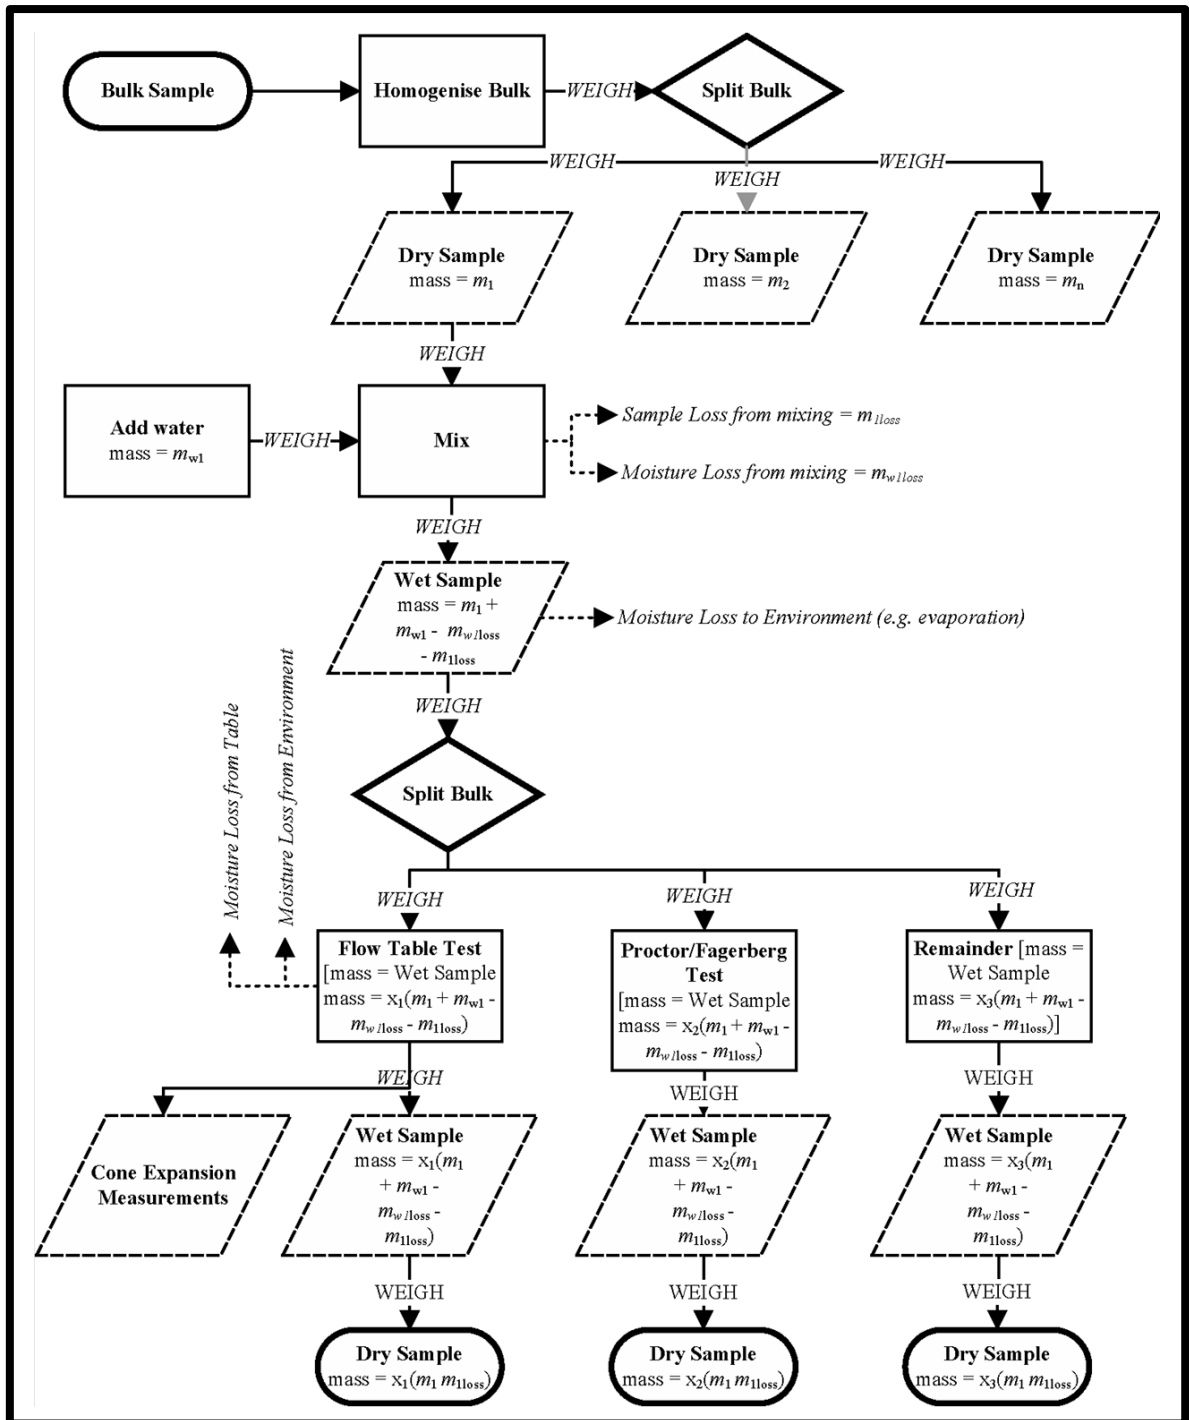 Bulk Sample
Homogenise Bulk
WEIGH
Split Bulk
WEIGH
WEIGH
WEIGH
Dry Sample
mass = m1
Dry Sample
mass = m2
Dry Sample
mass = mn
WEIGH
Add water
mass = mw1
WEIGH
Mix
Sample Loss from mixing = m1loss
Moisture Loss from mixing = mw1loss
WEIGH
Wet Sample
mass = m1 +
mw1 - mw1loss
- m1loss
Moisture Loss to Environment (e.g. evaporation)
WEIGH
Moisture Loss from Table
Moisture Loss from Environment
Split Bulk
WEIGH
WEIGH
WEIGH
Flow Table Test
[mass = Wet Sample
mass = x1(m1 + mw1 -
mw1loss - m1loss)
Proctor/Fagerberg
Test
[mass = Wet Sample
mass = x2(m1 + mw1 -
mw1loss - m1loss)
Remainder [mass =
Wet Sample
mass = x3(m1 + mw1 -
mw1loss - m1loss)]
WEIGH
WEIGH
WEIGH
Cone Expansion
Measurements
Wet Sample
mass = x1(m1
+ mw1 -
mw1loss -
m1loss)
Wet Sample
mass = x2(m1
+ mw1 -
mw1loss -
m1loss)
Wet Sample
mass = x3(m1
+ mw1 -
mw1loss -
m1loss)
WEIGH
WEIGH
WEIGH
Dry Sample
mass = x1(m1 m1loss)
Dry Sample
mass = x2(m1 m1loss)
Dry Sample
mass = x3(m1 m1loss)